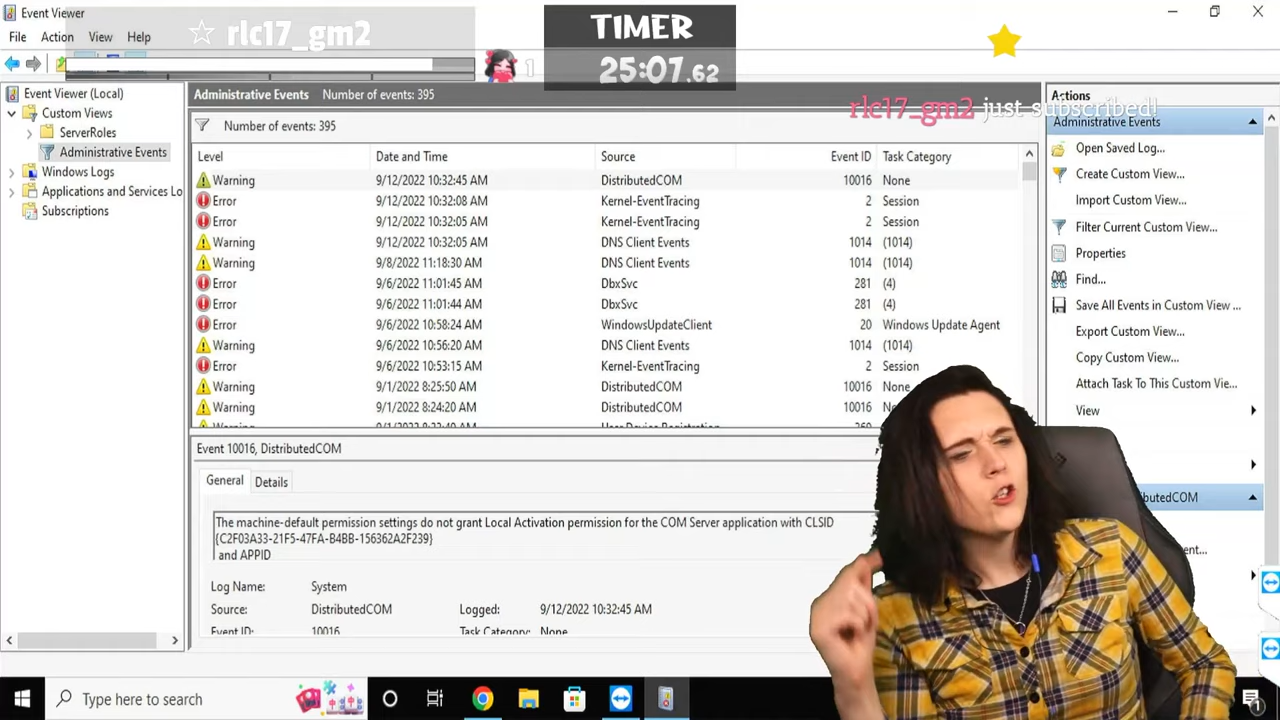 Event Viewer
☆ rlc17_gm2
TIMER
25:07.62
File Action View Help
1
rlc17_gm2 just subscribed!
Event Viewer (Local)
Custom Views
ServerRoles
Administrative Events
Windows Logs
Applications and Services Lo
Subscriptions
Administrative Events Number of events: 395
Number of events: 395
Level Date and Time Source Event ID Task Category
Warning 9/12/2022 10:32:45 AM DistributedCOM 10016 None
Error 9/12/2022 10:32:08 AM Kernel-EventTracing 2 Session
Error 9/12/2022 10:32:05 AM Kernel-EventTracing 2 Session
Warning 9/12/2022 10:32:05 AM DNS Client Events 1014 (1014)
Warning 9/8/2022 11:18:30 AM DNS Client Events 1014 (1014)
Error 9/6/2022 11:01:45 AM DbxSvc 281 (4)
Error 9/6/2022 11:01:44 AM DbxSvc 281 (4)
Error 9/6/2022 10:58:24 AM WindowsUpdateClient 20 Windows Update Agent
Warning 9/6/2022 10:56:20 AM DNS Client Events 1014 (1014)
Error 9/6/2022 10:53:15 AM Kernel-EventTracing 2 Session
Warning 9/1/2022 8:25:50 AM DistributedCOM 10016 None
Warning 9/1/2022 8:24:20 AM DistributedCOM 10016
Event 10016, DistributedCOM
General Details
The machine-default permission settings do not grant Local Activation permission for the COM Server application with CLSID
{C2F03A33-21F5-47FA-B4BB-156362A2F239}
and APPID
Log Name: System
Source: DistributedCOM Logged: 9/12/2022 10:32:45 AM
Event ID: 10016 Task Category: None
Actions
Administrative Events
Open Saved Log...
Create Custom View...
Import Custom View...
Filter Current Custom View...
Properties
Find...
Save All Events in Custom View ...
Export Custom View...
Copy Custom View...
Attach Task To This Custom Vie...
View
Type here to search
1